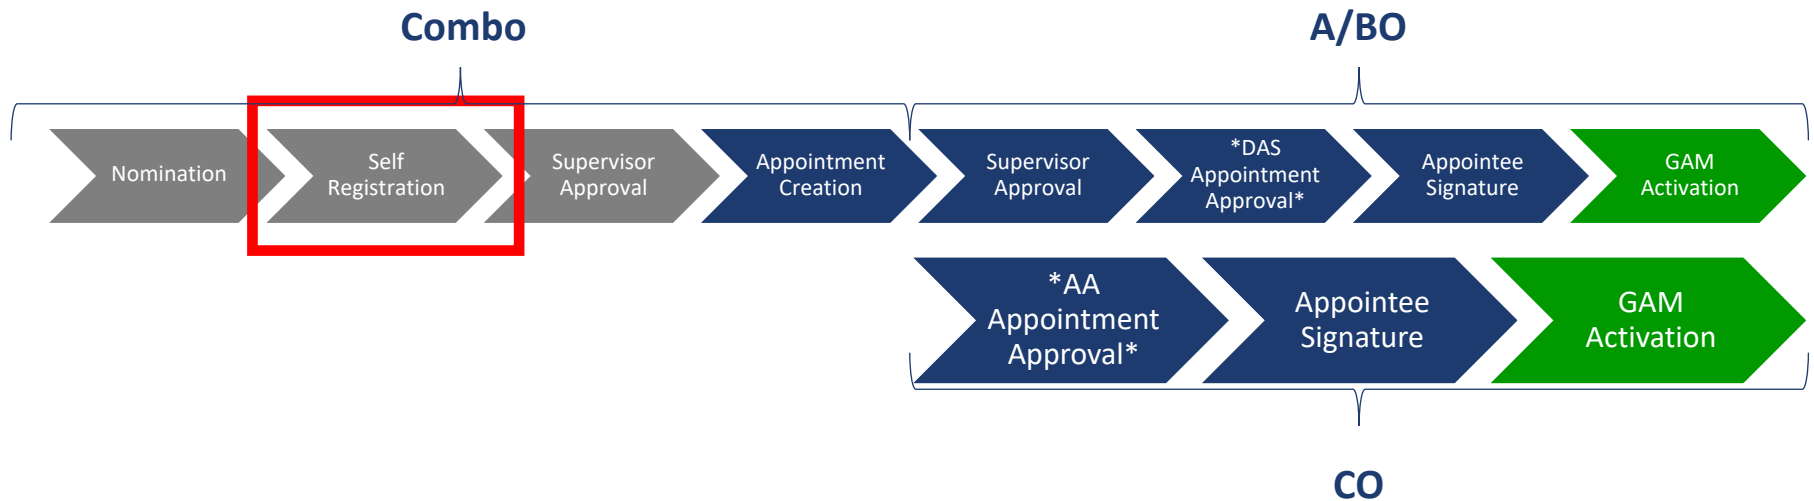 Combo
A/BO
Nomination
Self
Registration
Supervisor
Approval
Appointment
Creation
Supervisor
Approval
*DAS
Appointment
Approval*
Appointee
Signature
GAM
Activation
*AA
Appointment
Approval*
Appointee
Signature
GAM
Activation
CO